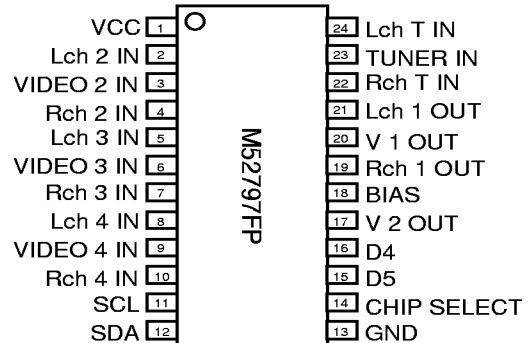 VCC 1 24 Lch T IN
Lch 2 IN 2 23 TUNER IN
VIDEO 2 IN 3 22 Rch T IN
Rch 2 IN 4 21 Lch 1 OUT
Lch 3 IN 5 20 V 1 OUT
VIDEO 3 IN 6 19 Rch 1 OUT
Rch 3 IN 7 18 BIAS
Lch 4 IN 8 17 V 2 OUT
VIDEO 4 IN 9 16 D4
Rch 4 IN 10 15 D5
SCL 11 14 CHIP SELECT
SDA 12 13 GND
M52797FP